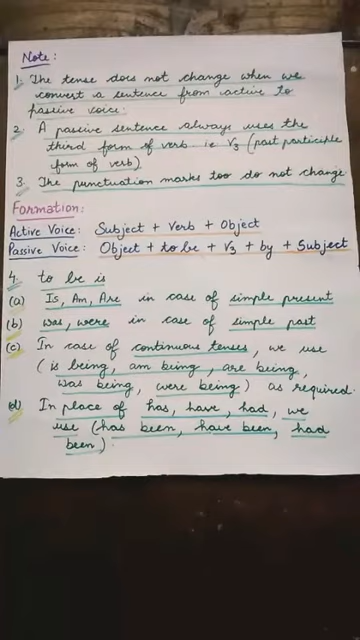 Note:
1. The tense does not change when we
convert a sentence from active to
passive voice.
2. A passive sentence always uses the
third form of verb i.e V3 (past participle
form of verb)
3. The punctuation marks too do not change.
Formation:
Active Voice: Subject + Verb + Object
Passive Voice: Object + to be + V3 + by + Subject
4. to be is
(a) Is, Am, Are in case of simple present
(b) was, were in case of simple past
(c) In case of continuous tenses, we use
(is being, am being, are being,
was being, were being) as required.
(d) In place of has, have, had, we
use (has been, have been, had
been)